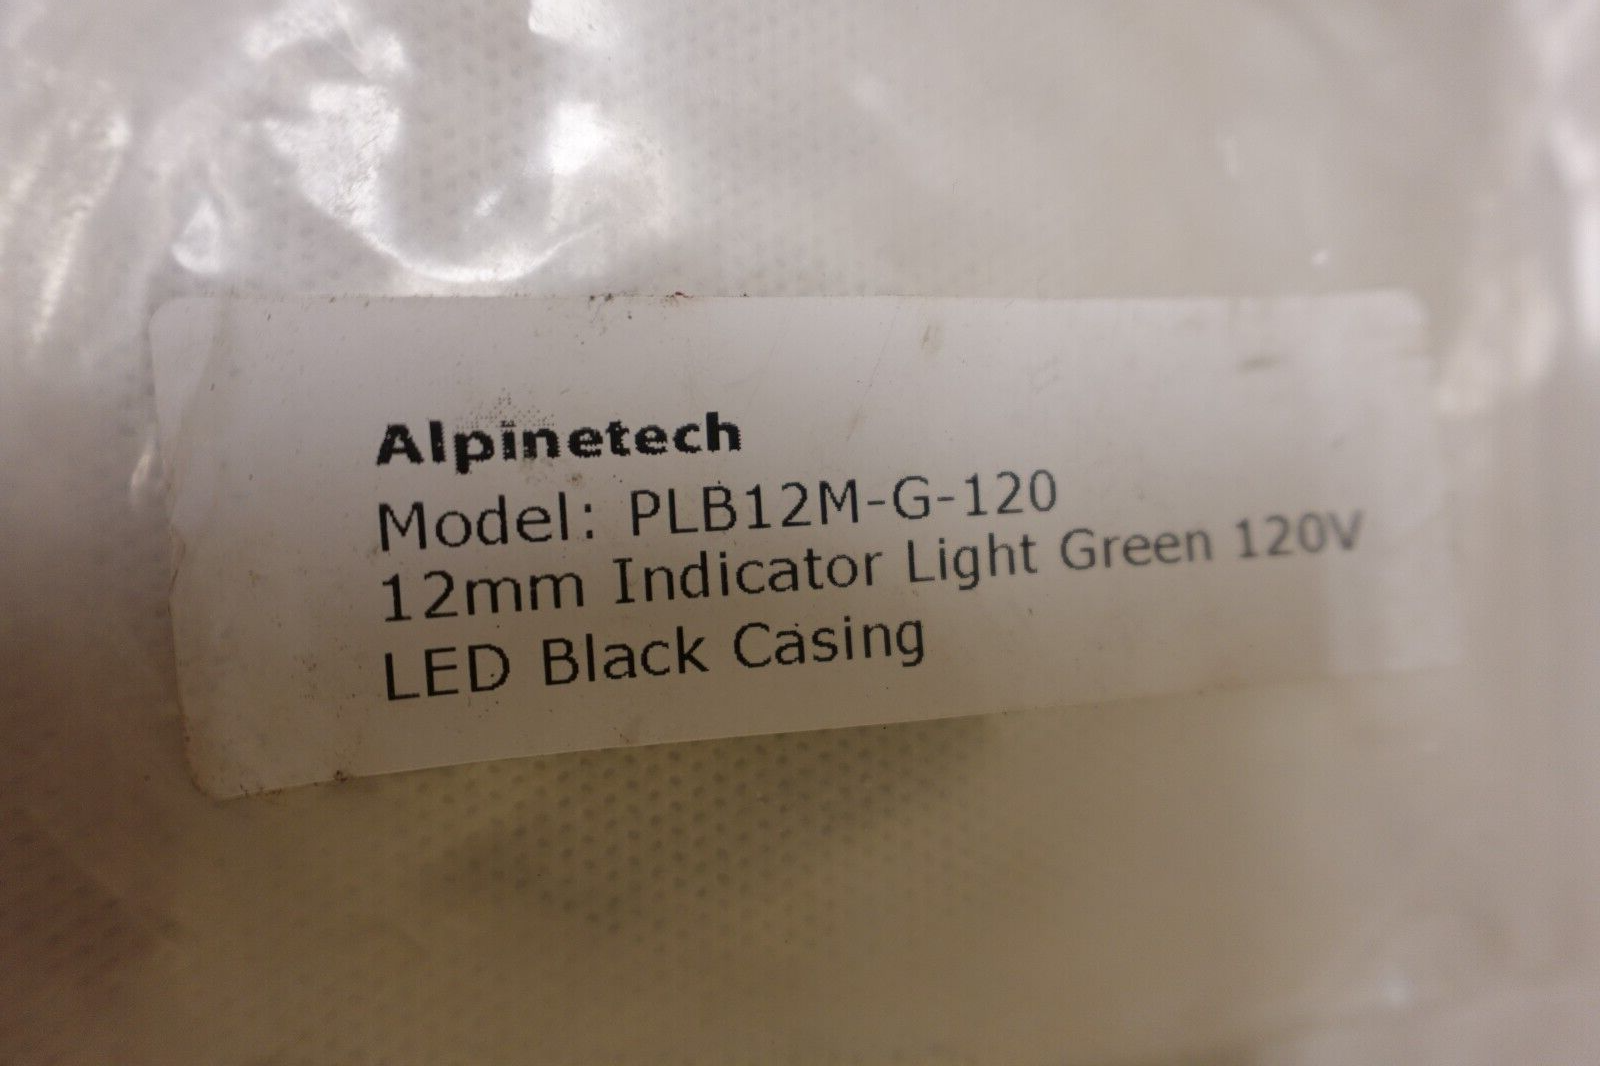 Alpinetech
Model: PLB12M-G-120
12mm Indicator Light Green 120V
LED Black Casing